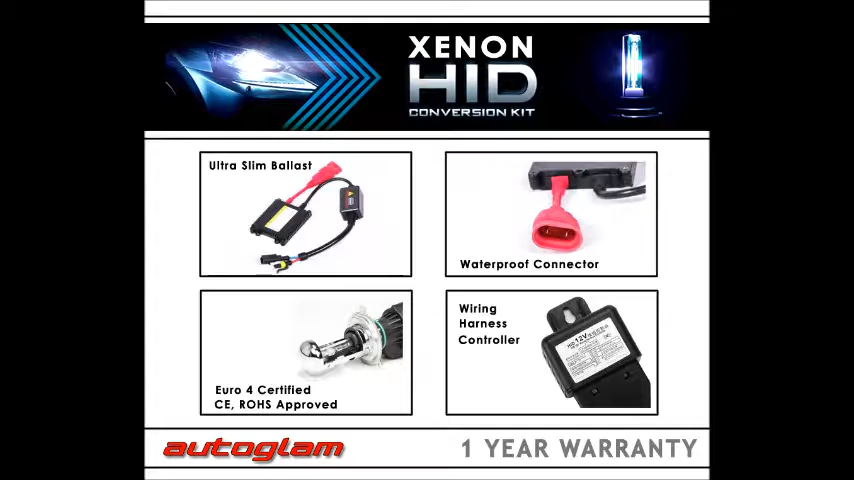 XENON
HID
CONVERSION KIT
Ultra Slim Ballast
Waterproof Connector
Euro 4 Certified
CE, ROHS Approved
Wiring
Harness
Controller
12V
autoglam
1 YEAR WARRANTY